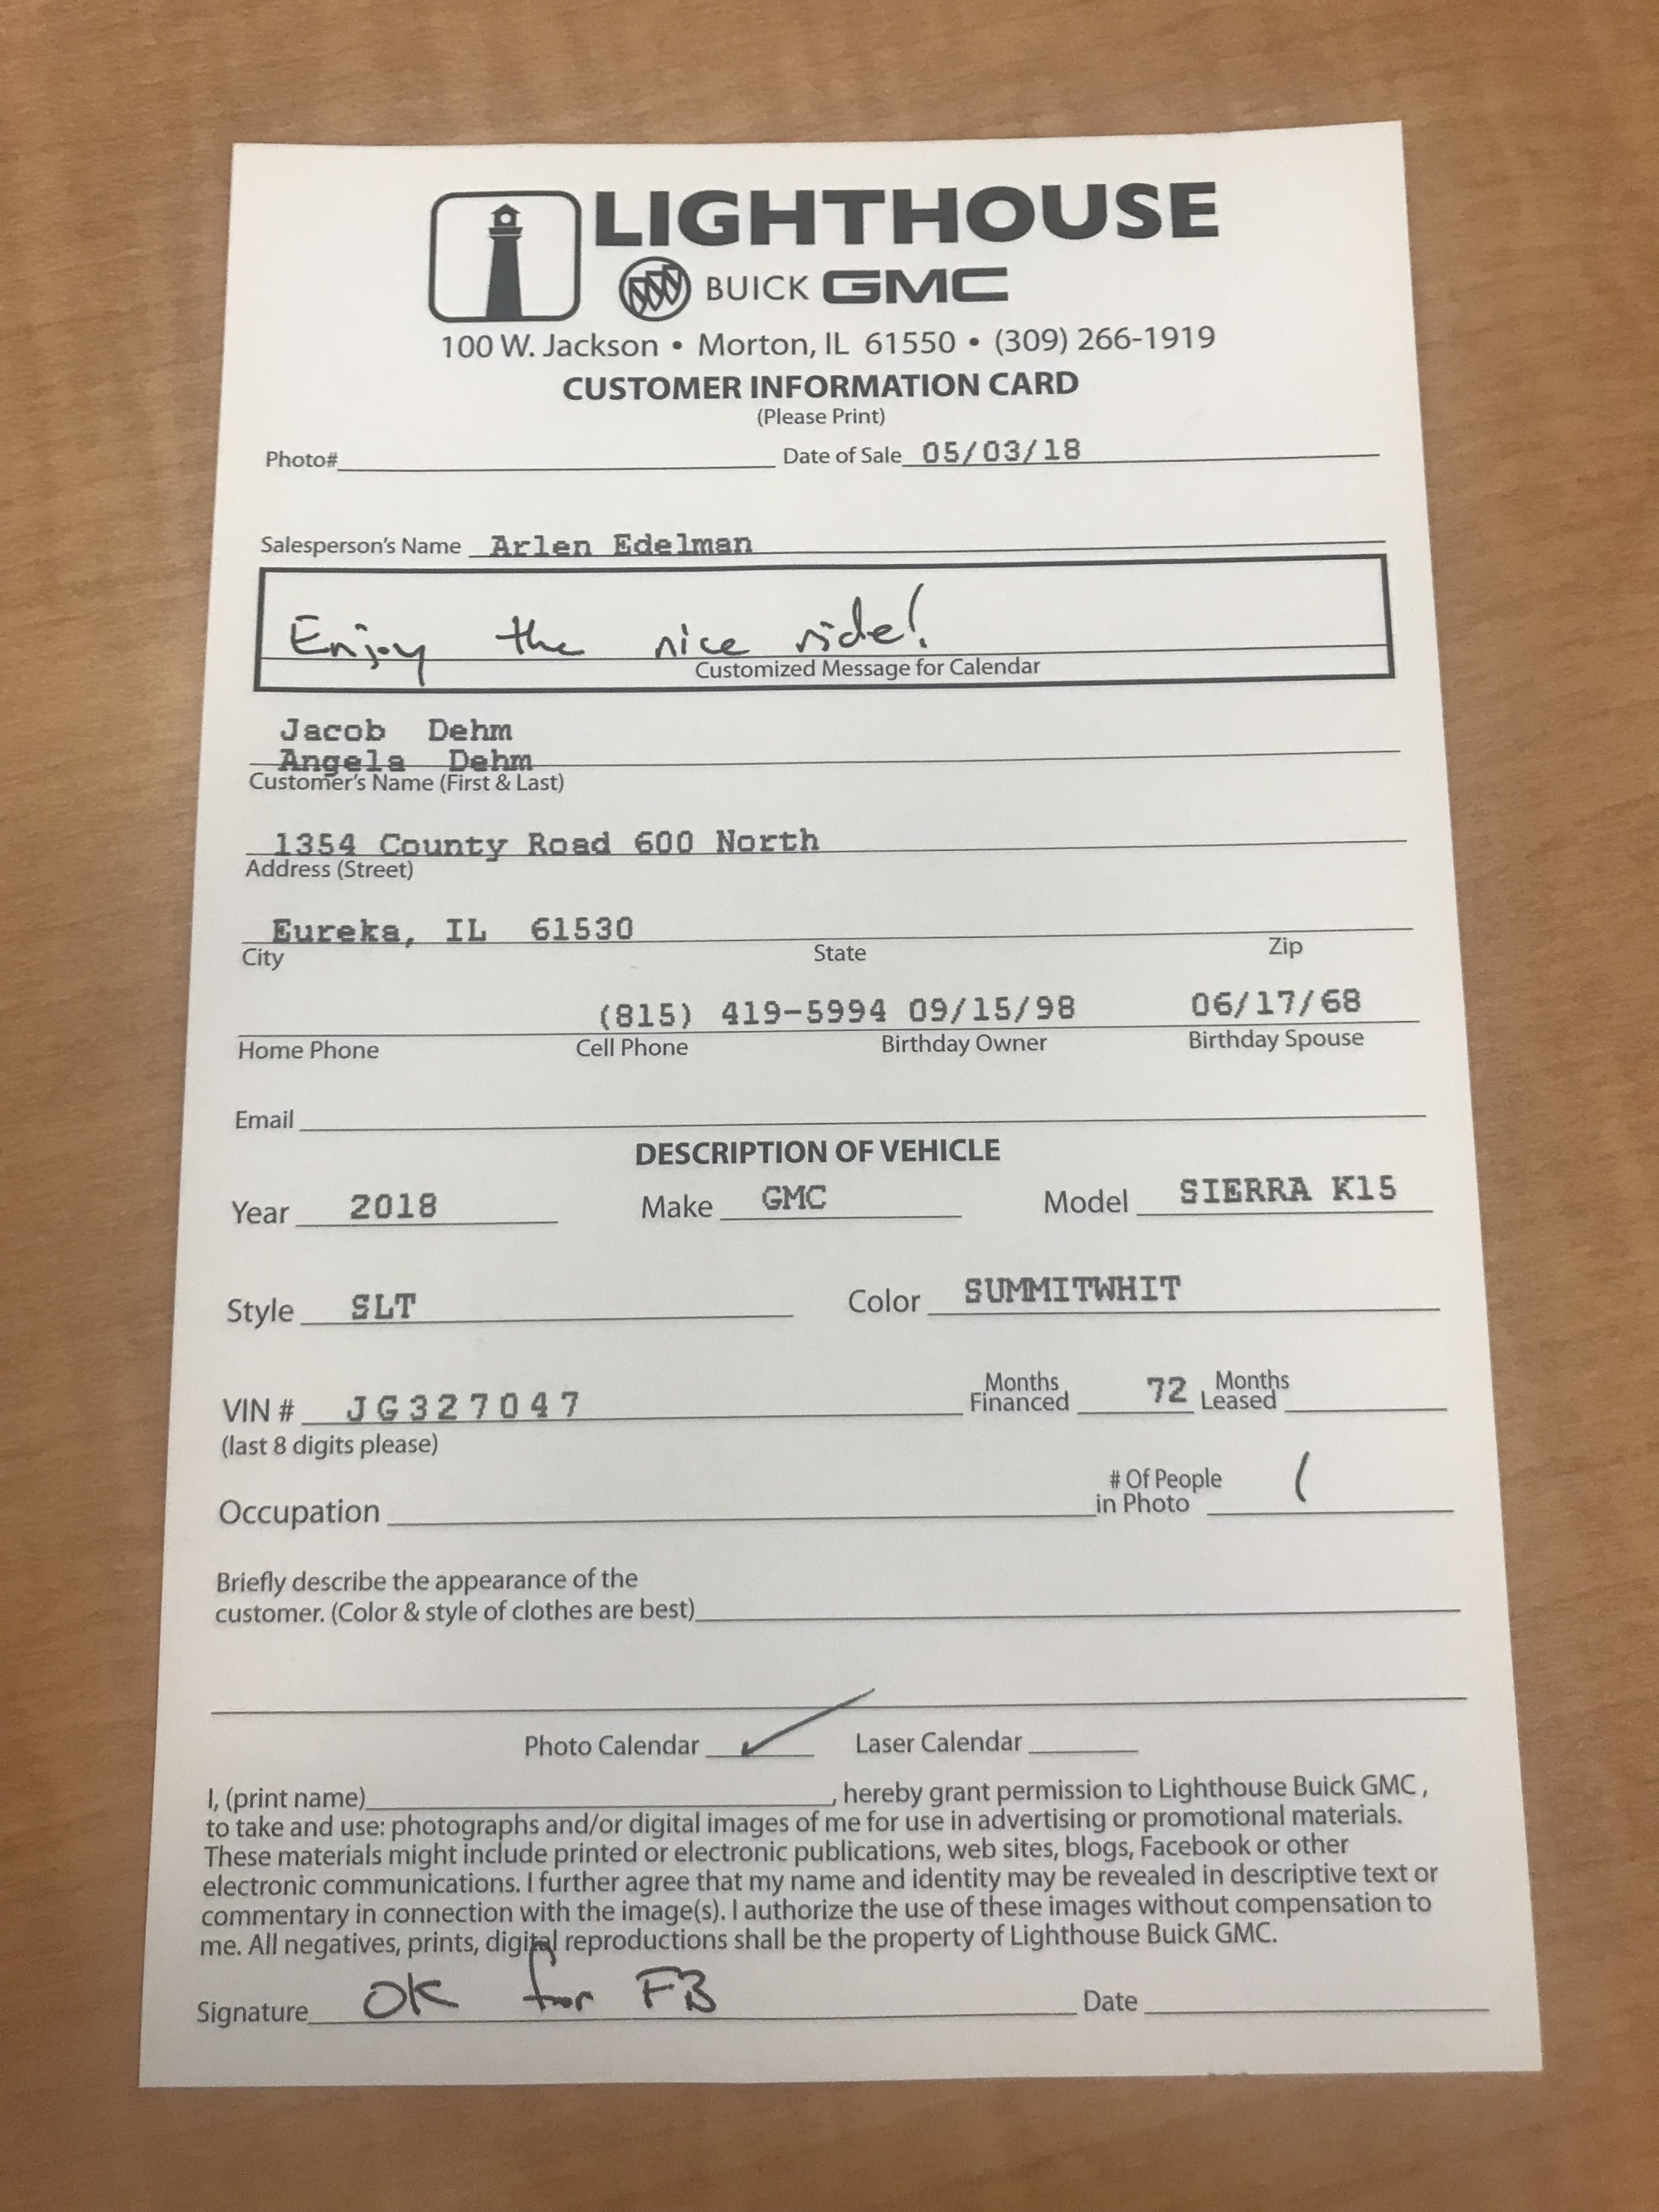 LIGHTHOUSE
BUICK GMC
100 W. Jackson • Morton, IL 61550 • (309) 266-1919
CUSTOMER INFORMATION CARD
(Please Print)
Photo# Date of Sale 05/03/18
Salesperson's Name Arlen Edelman
Enjoy the nice ride!
Customized Message for Calendar
Jacob Dehm
Angela Dehm
Customer's Name (First & Last)
1354 County Road 600 North
Address (Street)
Eureka, IL 61530
City State Zip
(815) 419-5994 09/15/98 06/17/68
Home Phone Cell Phone Birthday Owner Birthday Spouse
Email
DESCRIPTION OF VEHICLE
Year 2018 Make GMC Model SIERRA K15
Style SLT Color SUMMITWHIT
VIN # JG327047 Months Financed 72 Months Leased
(last 8 digits please)
Occupation # Of People in Photo 1
Briefly describe the appearance of the
customer. (Color & style of clothes are best)
Photo Calendar ✓ Laser Calendar
I, (print name) , hereby grant permission to Lighthouse Buick GMC ,
to take and use: photographs and/or digital images of me for use in advertising or promotional materials.
These materials might include printed or electronic publications, web sites, blogs, Facebook or other
electronic communications. I further agree that my name and identity may be revealed in descriptive text or
commentary in connection with the image(s). I authorize the use of these images without compensation to
me. All negatives, prints, digital reproductions shall be the property of Lighthouse Buick GMC.
Signature OK for FB Date